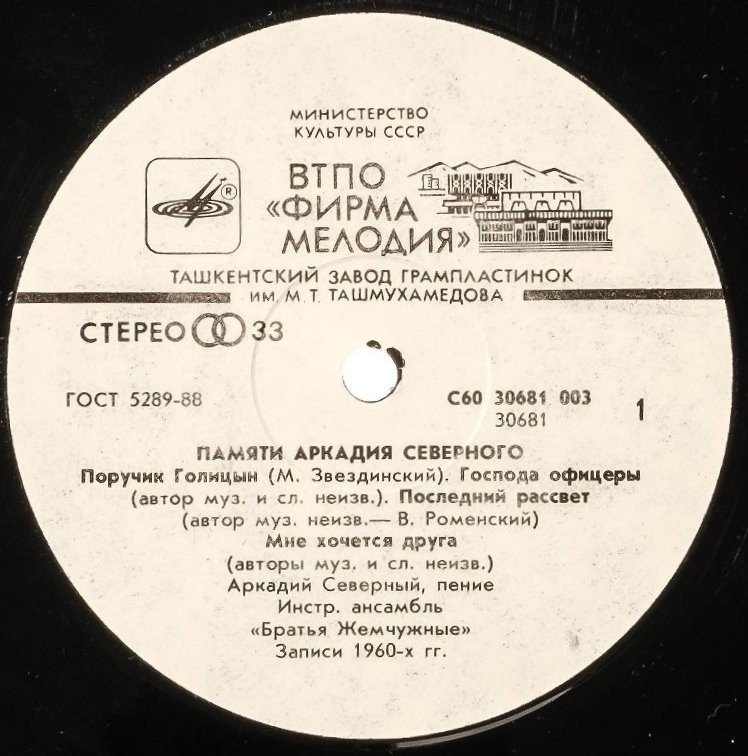 МИНИСТЕРСТВО
КУЛЬТУРЫ СССР
ВТПО
«ФИРМА
МЕЛОДИЯ»
®
ТАШКЕНТСКИЙ ЗАВОД ГРАМПЛАСТИНОК
ИМ. М. Т. ТАШМУХАМЕДОВА
СТЕРЕО 33
ГОСТ 5289-88
С60 30681 003
30681
1
ПАМЯТИ АРКАДИЯ СЕВЕРНОГО
Поручик Голицын (М. Звездинский). Господа офицеры
(автор муз. и сл. неизв.). Последний рассвет
(автор муз. неизв.— В. Роменский)
Мне хочется друга
(авторы муз. и сл. неизв.)
Аркадий Северный, пение
Инстр. ансамбль
«Братья Жемчужные»
Записи 1960-х гг.